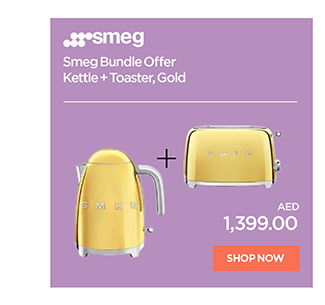 smeg
Smeg Bundle Offer
Kettle + Toaster, Gold
SMEG
+
SMEG
AED
1,399.00
SHOP NOW